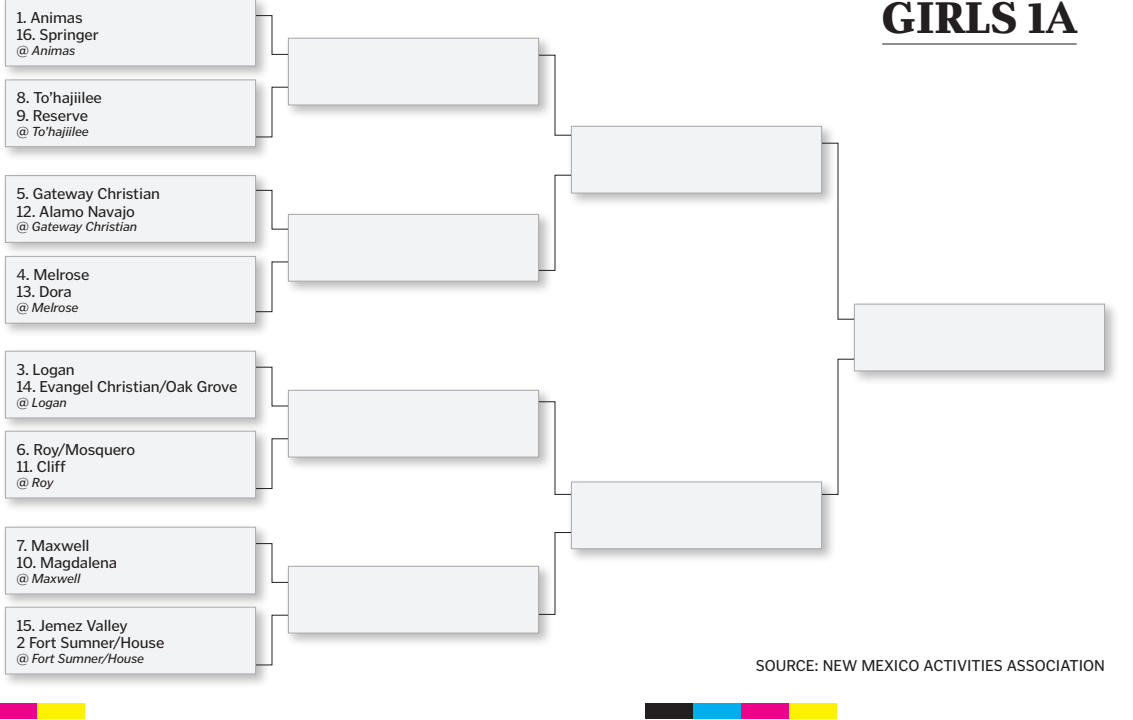 GIRLS 1A
1. Animas
16. Springer
@ Animas
8. To'hajiilee
9. Reserve
@ To'hajiilee
5. Gateway Christian
12. Alamo Navajo
@ Gateway Christian
4. Melrose
13. Dora
@ Melrose
3. Logan
14. Evangel Christian/Oak Grove
@ Logan
6. Roy/Mosquero
11. Cliff
@ Roy
7. Maxwell
10. Magdalena
@ Maxwell
15. Jemez Valley
2 Fort Sumner/House
@ Fort Sumner/House
SOURCE: NEW MEXICO ACTIVITIES ASSOCIATION